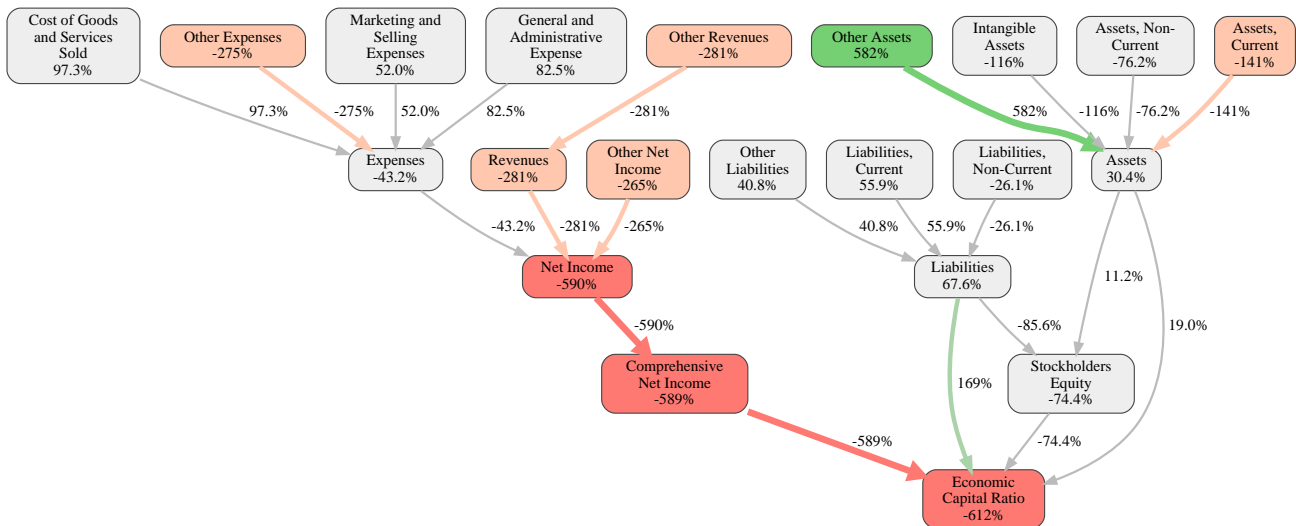 Cost of Goods
and Services
Sold
97.3%
Other Expenses
-275%
Marketing and
Selling
Expenses
52.0%
General and
Administrative
Expense
82.5%
Other Revenues
-281%
Other Assets
582%
Intangible
Assets
-116%
Assets, Non-
Current
-76.2%
Assets,
Current
-141%
97.3%
-275%
52.0%
82.5%
-281%
582%
-116%
-76.2%
-141%
Expenses
-43.2%
Revenues
-281%
Other Net
Income
-265%
Other
Liabilities
40.8%
Liabilities,
Current
55.9%
Liabilities,
Non-Current
-26.1%
Assets
30.4%
-43.2%
-281%
-265%
40.8%
55.9%
-26.1%
Net Income
-590%
Liabilities
67.6%
11.2%
-590%
-85.6%
19.0%
Comprehensive
Net Income
-589%
169%
Stockholders
Equity
-74.4%
-589%
-74.4%
Economic
Capital Ratio
-612%